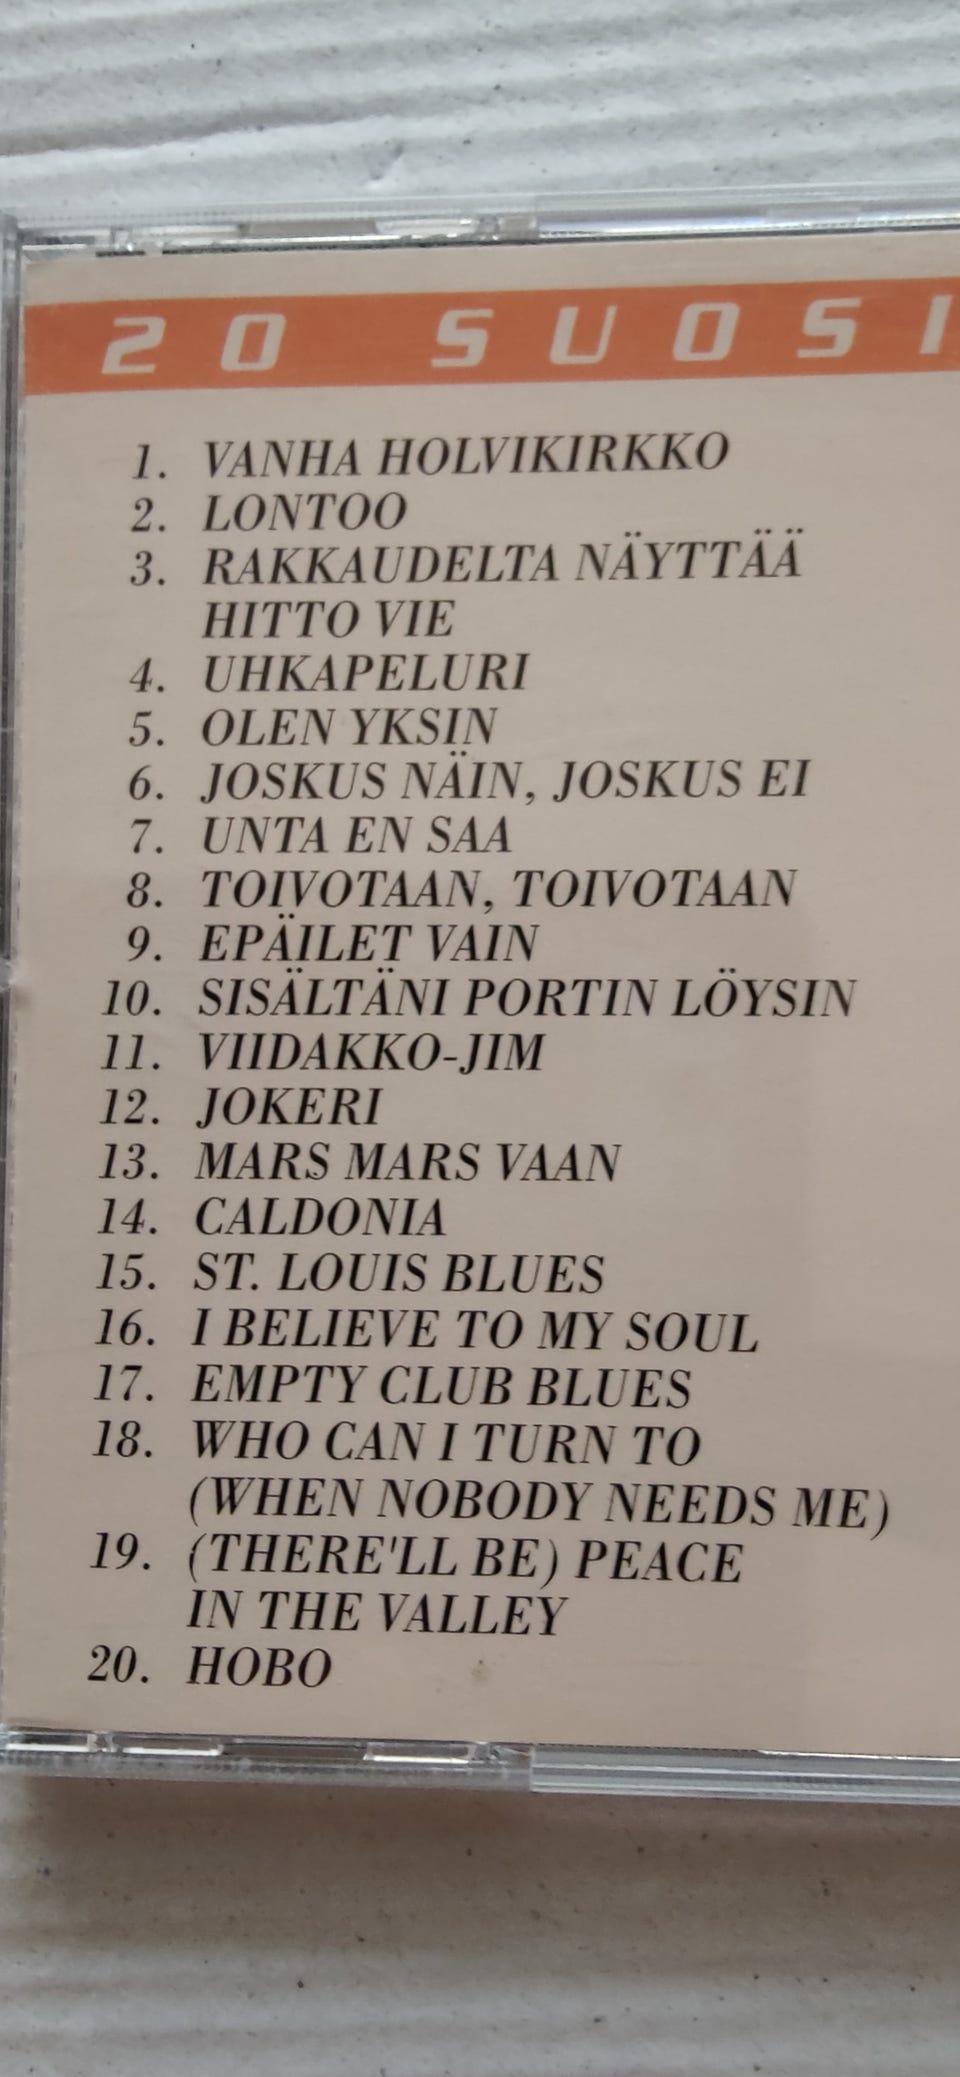 20 SUOSI
1. VANHA HOLVIKIRKKO
2. LONTOO
3. RAKKAUDELTA NÄYTTÄÄ
HITTO VIE
4. UHKAPELURI
5. OLEN YKSIN
6. JOSKUS NÄIN, JOSKUS EI
7. UNTA EN SAA
8. TOIVOTAAN, TOIVOTAAN
9. EPÄILET VAIN
10. SISÄLTÄNI PORTIN LÖYSIN
11. VIIDAKKO-JIM
12. JOKERI
13. MARS MARS VAAN
14. CALDONIA
15. ST. LOUIS BLUES
16. I BELIEVE TO MY SOUL
17. EMPTY CLUB BLUES
18. WHO CAN I TURN TO
(WHEN NOBODY NEEDS ME)
19. (THERE'LL BE) PEACE
IN THE VALLEY
20. HOBO